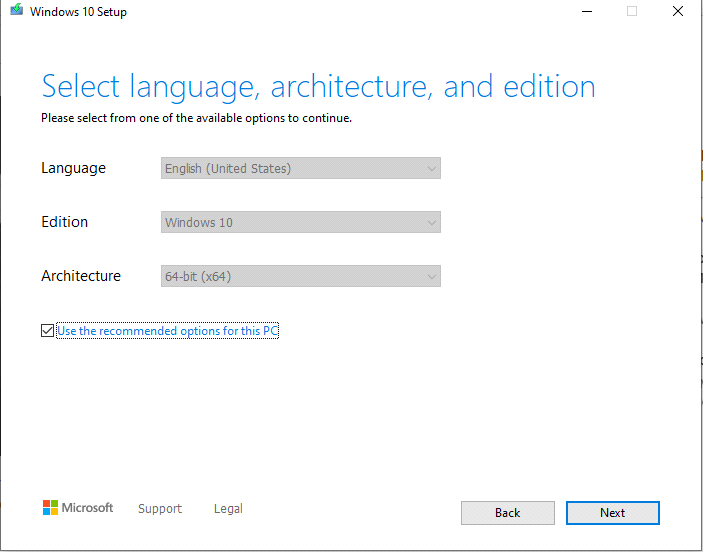 Windows 10 Setup
Select language, architecture, and edition
Please select from one of the available options to continue.
Language English (United States)
Edition Windows 10
Architecture 64-bit (x64)
Use the recommended options for this PC
Microsoft Support Legal Back Next